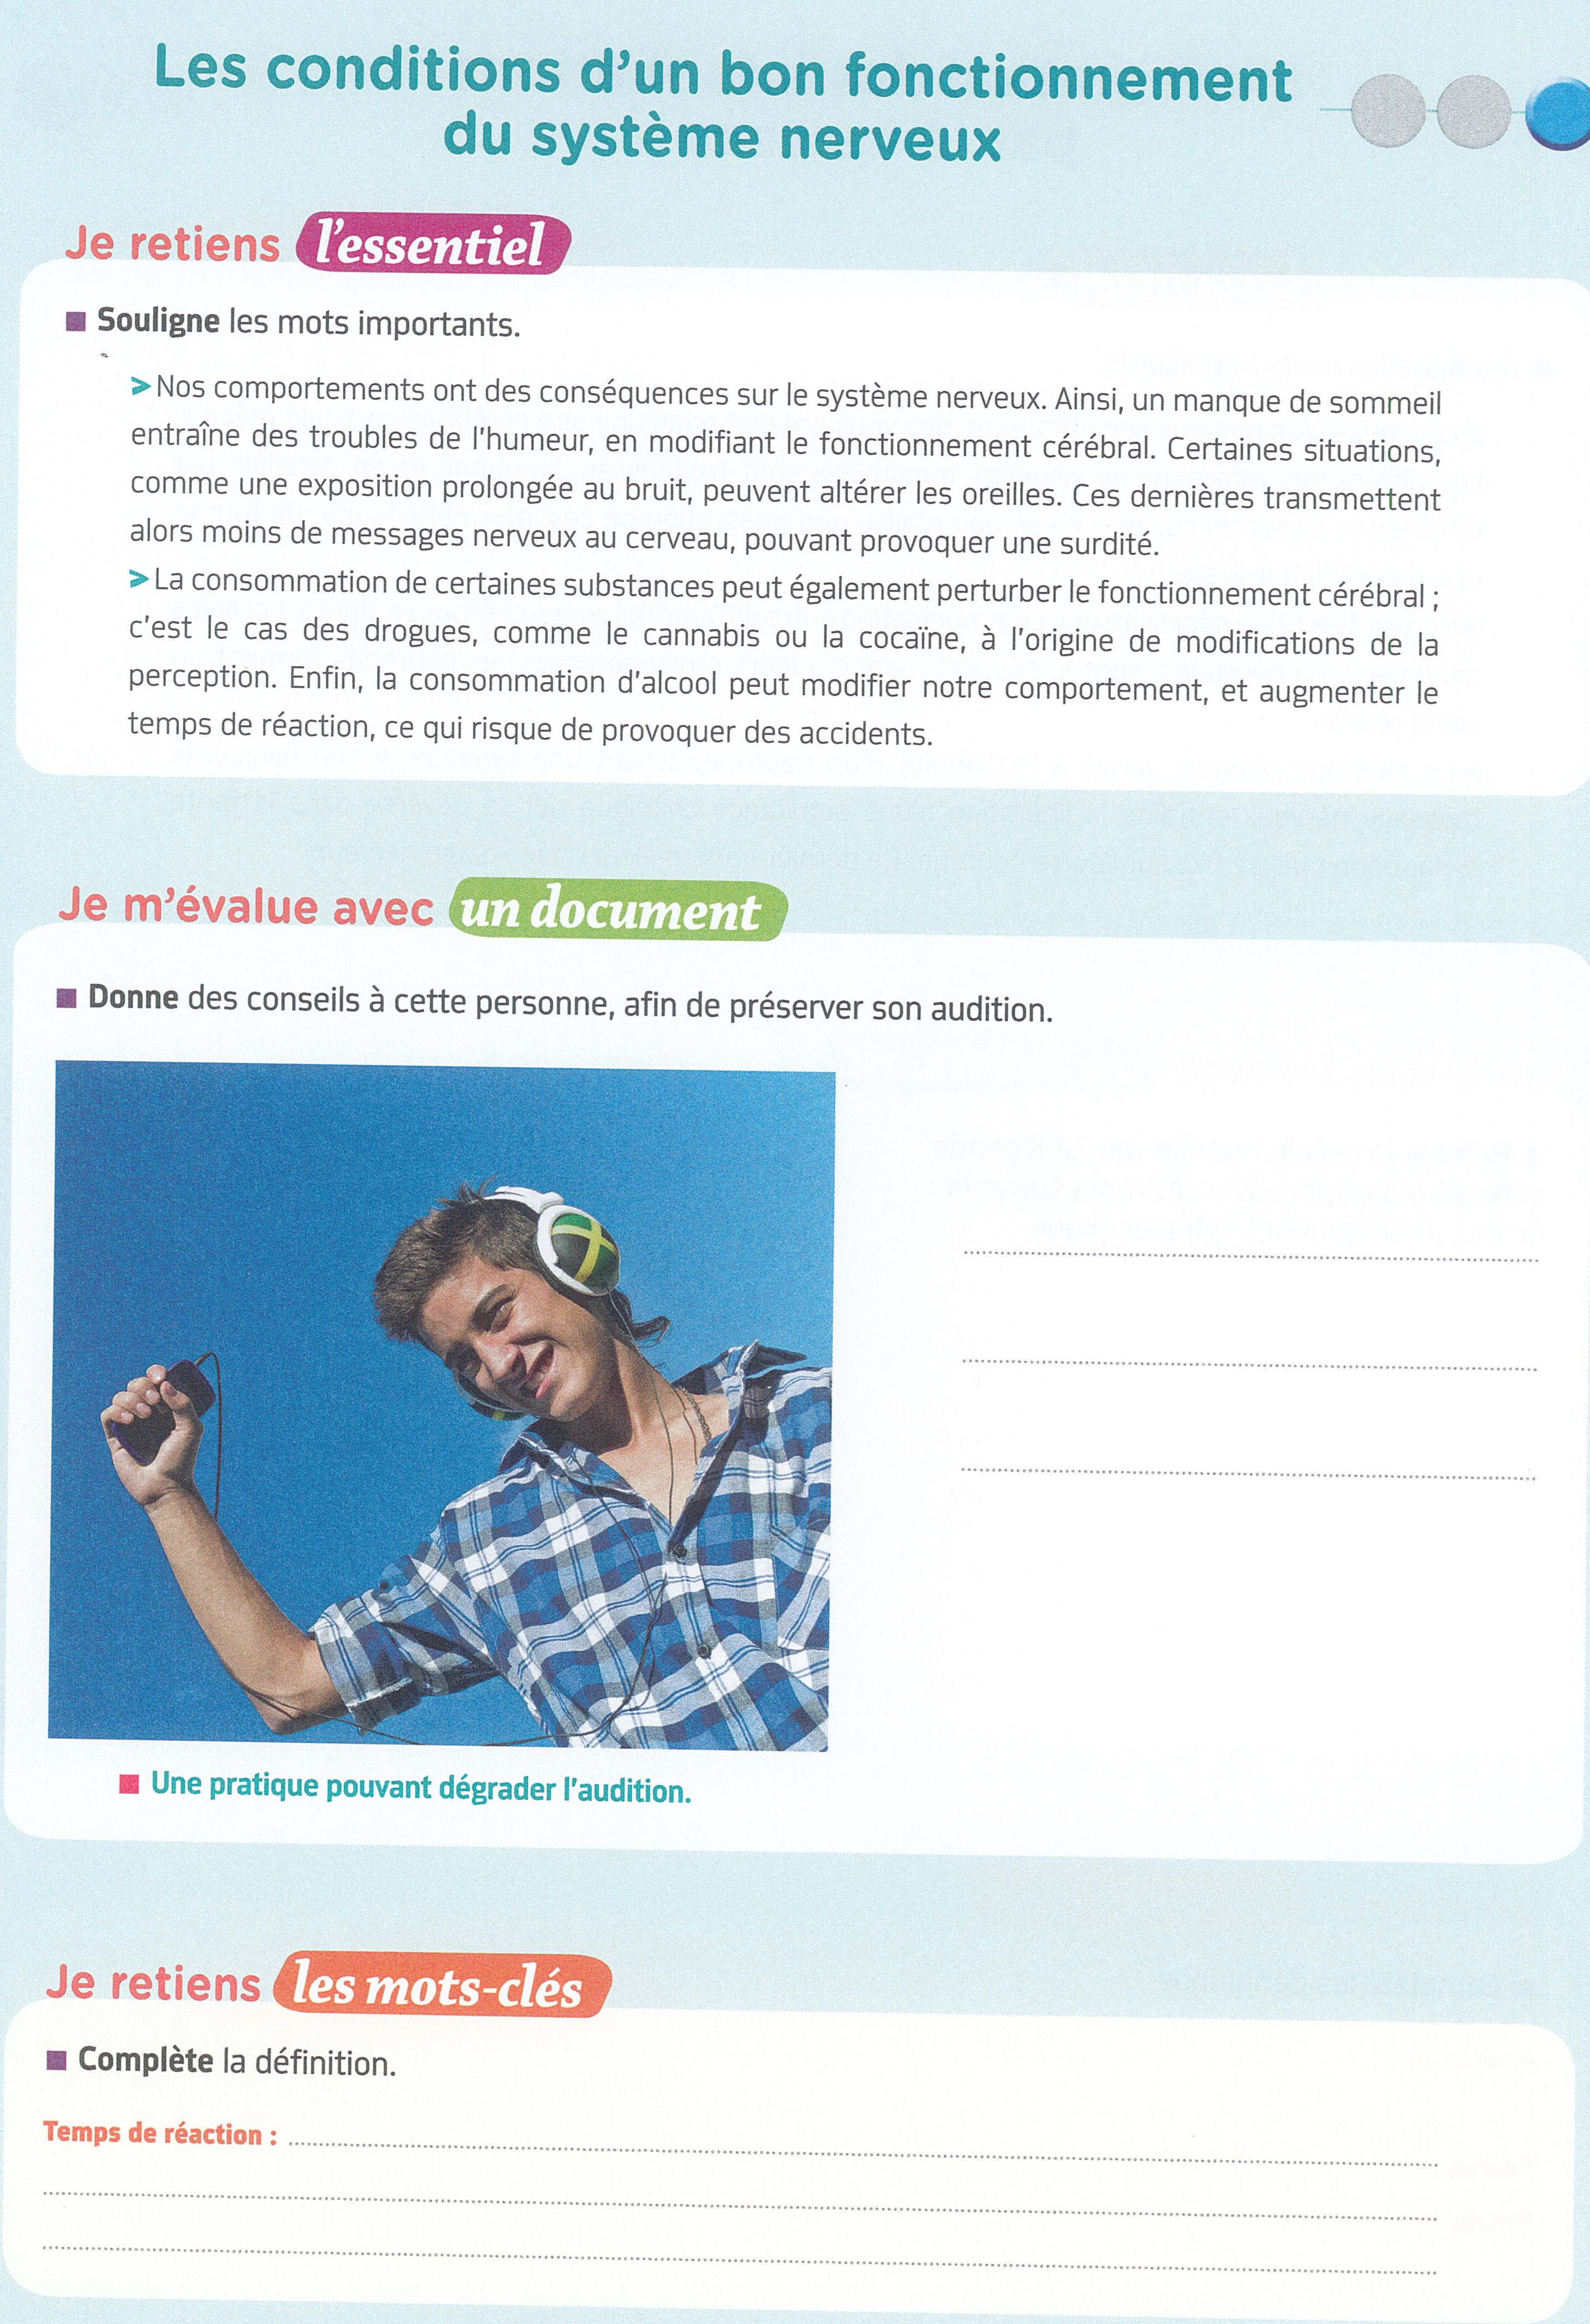 Les conditions d'un bon fonctionnement
du système nerveux
Je retiens l'essentiel
Souligne les mots importants.
> Nos comportements ont des conséquences sur le système nerveux. Ainsi, un manque de sommeil
entraîne des troubles de l'humeur, en modifiant le fonctionnement cérébral. Certaines situations,
comme une exposition prolongée au bruit, peuvent altérer les oreilles. Ces dernières transmettent
alors moins de messages nerveux au cerveau, pouvant provoquer une surdité.
> La consommation de certaines substances peut également perturber le fonctionnement cérébral ;
c'est le cas des drogues, comme le cannabis ou la cocaïne, à l'origine de modifications de la
perception. Enfin, la consommation d'alcool peut modifier notre comportement, et augmenter le
temps de réaction, ce qui risque de provoquer des accidents.
Je m'évalue avec un document
Donne des conseils à cette personne, afin de préserver son audition.
Une pratique pouvant dégrader l'audition.
Je retiens les mots-clés
Complète la définition.
Temps de réaction :